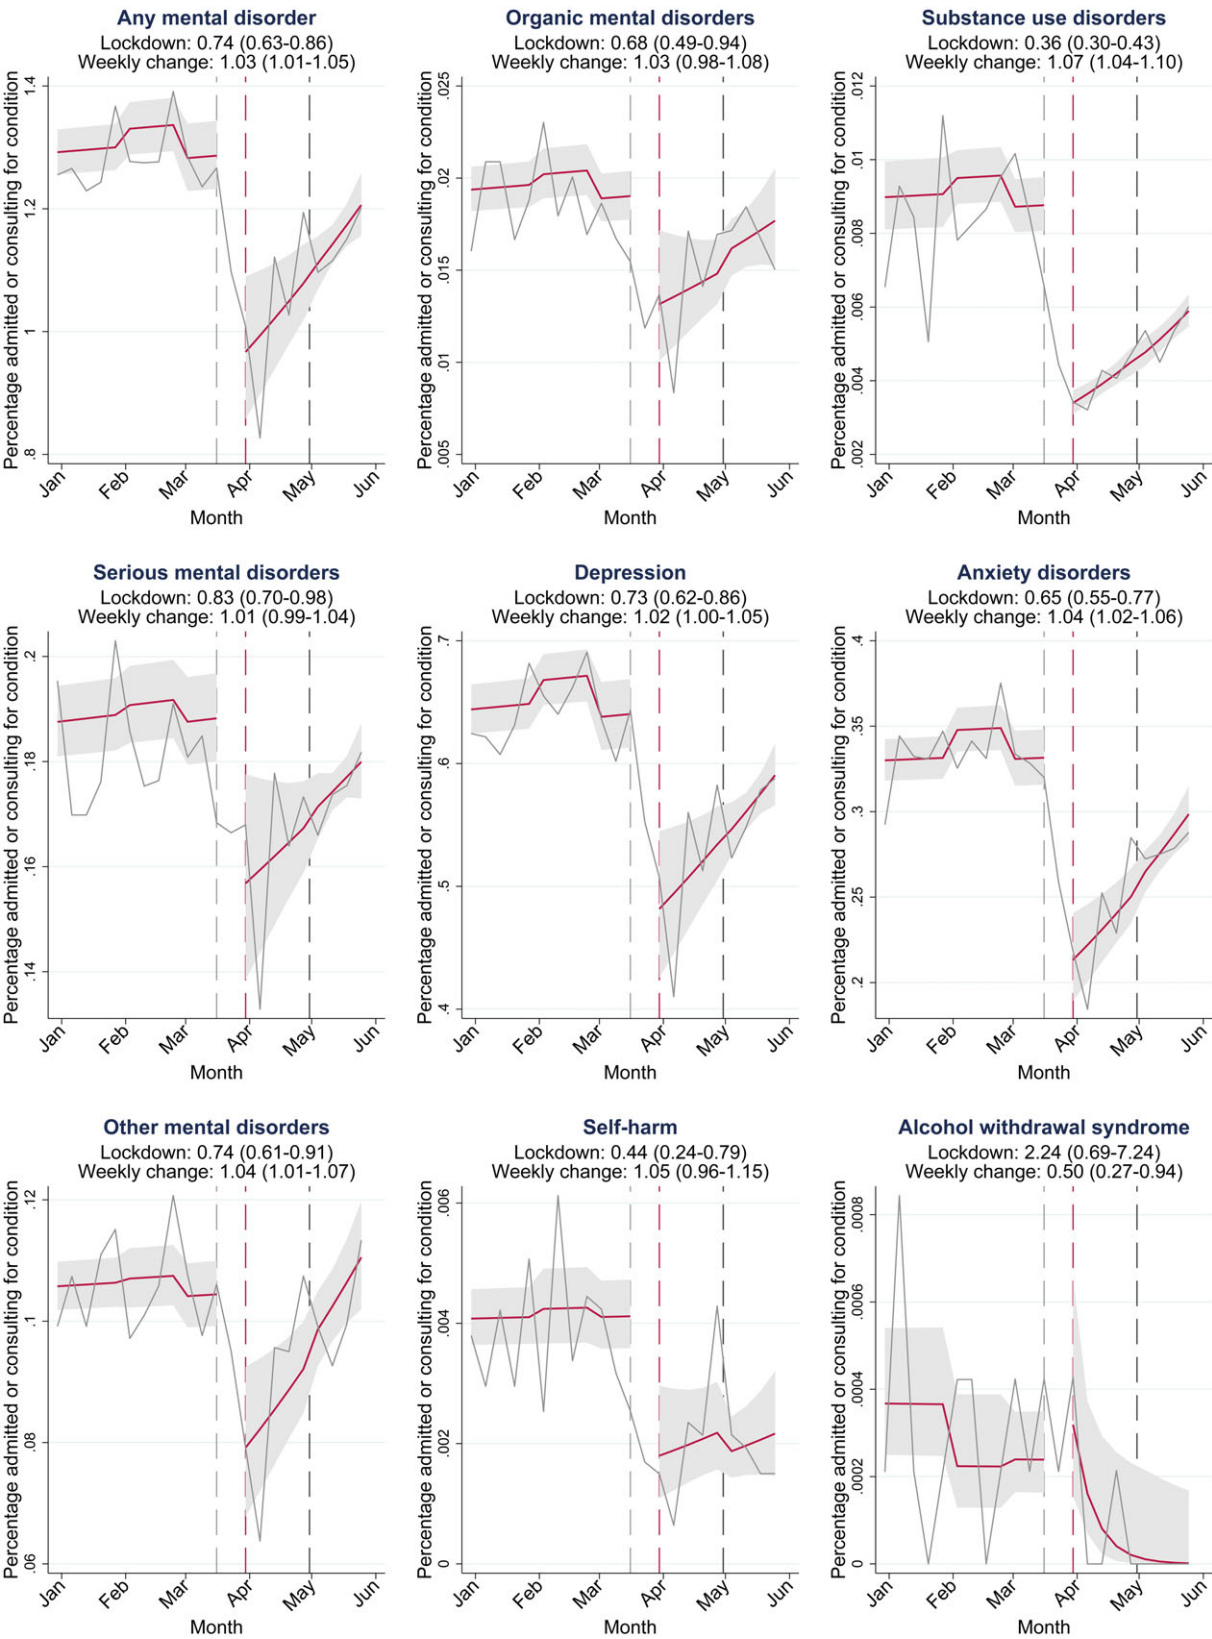 Any mental disorder
Lockdown: 0.74 (0.63-0.86)
Weekly change: 1.03 (1.01-1.05)
Percentage admitted or consulting for condition
1.4
1.2
1
.8
Jan Feb Mar Apr May Jun
Month
Organic mental disorders
Lockdown: 0.68 (0.49-0.94)
Weekly change: 1.03 (0.98-1.08)
Percentage admitted or consulting for condition
.025
.02
.015
.01
.005
Jan Feb Mar Apr May Jun
Month
Substance use disorders
Lockdown: 0.36 (0.30-0.43)
Weekly change: 1.07 (1.04-1.10)
Percentage admitted or consulting for condition
.012
.01
.008
.006
.004
.002
Jan Feb Mar Apr May Jun
Month
Serious mental disorders
Lockdown: 0.83 (0.70-0.98)
Weekly change: 1.01 (0.99-1.04)
Percentage admitted or consulting for condition
.2
.18
.16
.14
Jan Feb Mar Apr May Jun
Month
Depression
Lockdown: 0.73 (0.62-0.86)
Weekly change: 1.02 (1.00-1.05)
Percentage admitted or consulting for condition
.7
.6
.5
.4
Jan Feb Mar Apr May Jun
Month
Anxiety disorders
Lockdown: 0.65 (0.55-0.77)
Weekly change: 1.04 (1.02-1.06)
Percentage admitted or consulting for condition
.4
.35
.3
.25
.2
Jan Feb Mar Apr May Jun
Month
Other mental disorders
Lockdown: 0.74 (0.61-0.91)
Weekly change: 1.04 (1.01-1.07)
Percentage admitted or consulting for condition
.12
.1
.08
.06
Jan Feb Mar Apr May Jun
Month
Self-harm
Lockdown: 0.44 (0.24-0.79)
Weekly change: 1.05 (0.96-1.15)
Percentage admitted or consulting for condition
.006
.004
.002
0
Jan Feb Mar Apr May Jun
Month
Alcohol withdrawal syndrome
Lockdown: 2.24 (0.69-7.24)
Weekly change: 0.50 (0.27-0.94)
Percentage admitted or consulting for condition
.0008
.0006
.0004
.0002
0
Jan Feb Mar Apr May Jun
Month